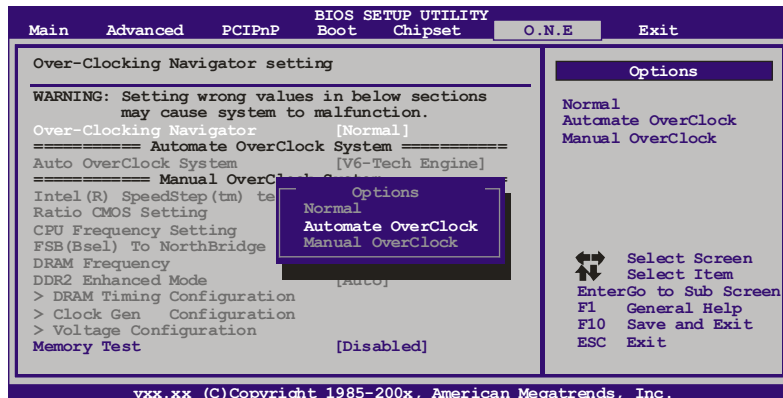 BIOS SETUP UTILITY
Main Advanced PCIPnP Boot Chipset O.N.E Exit
Over-Clocking Navigator setting
WARNING: Setting wrong values in below sections
may cause system to malfunction.
Over-Clocking Navigator [Normal]
=========== Automate OverClock System ===========
Auto OverClock System [V6-Tech Engine]
============ Manual OverClock System
Intel(R) SpeedStep(tm) te
Ratio CMOS Setting
CPU Frequency Setting
FSB(Bsel) To NorthBridge
DRAM Frequency
DDR2 Enhanced Mode [Auto]
> DRAM Timing Configuration
> Clock Gen Configuration
> Voltage Configuration
Memory Test [Disabled]
Options
Normal
Automate OverClock
Manual OverClock
Options
Normal
Automate OverClock
Manual OverClock
Select Screen
Select Item
EnterGo to Sub Screen
F1 General Help
F10 Save and Exit
ESC Exit
vxx.xx (C)Copyright 1985-200x, American Megatrends, Inc.